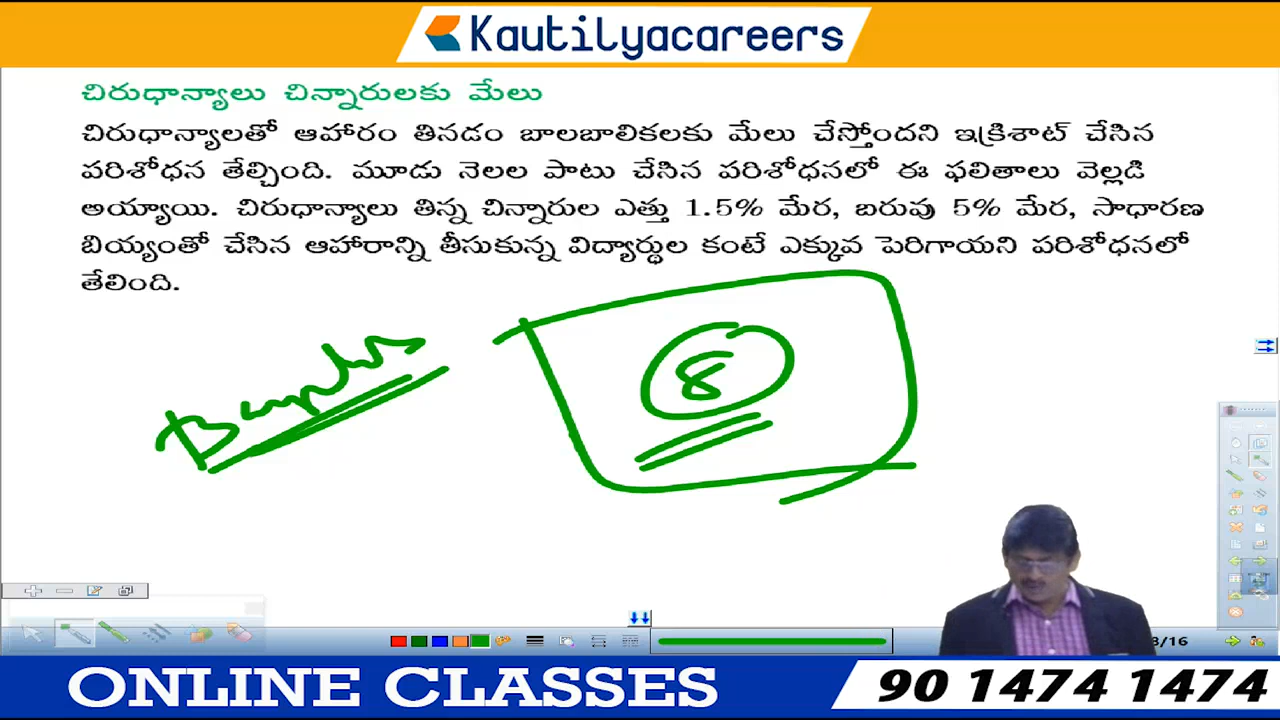 Kautilyacareers
చిరుధాన్యాలు చిన్నారులకు మేలు
చిరుధాన్యాలతో ఆహారం తినడం బాలబాలికలకు మేలు చేస్తోందని ఇక్రిశాట్ చేసిన
పరిశోధన తేల్చింది. మూడు నెలల పాటు చేసిన పరిశోధనలో ఈ ఫలితాలు వెల్లడి
అయ్యాయి. చిరుధాన్యాలు తిన్న చిన్నారుల ఎత్తు 1.5% మేర, బరువు 5% మేర, సాధారణ
బియ్యంతో చేసిన ఆహారాన్ని తీసుకున్న విద్యార్థుల కంటే ఎక్కువ పెరిగాయని పరిశోధనలో
తేలింది.
8
/16
ONLINE CLASSES
90 1474 1474